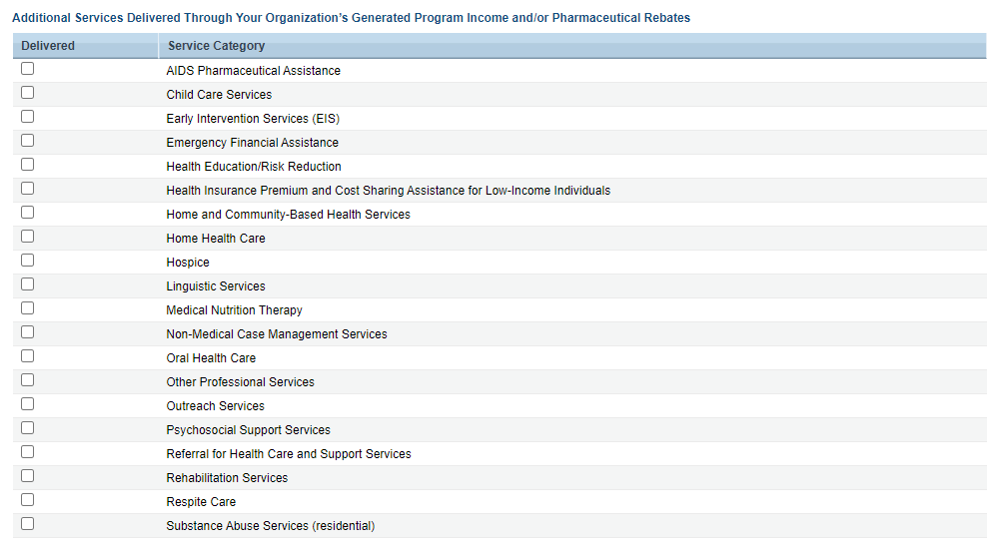 Additional Services Delivered Through Your Organization’s Generated Program Income and/or Pharmaceutical Rebates
Delivered Service Category
AIDS Pharmaceutical Assistance
Child Care Services
Early Intervention Services (EIS)
Emergency Financial Assistance
Health Education/Risk Reduction
Health Insurance Premium and Cost Sharing Assistance for Low-Income Individuals
Home and Community-Based Health Services
Home Health Care
Hospice
Linguistic Services
Medical Nutrition Therapy
Non-Medical Case Management Services
Oral Health Care
Other Professional Services
Outreach Services
Psychosocial Support Services
Referral for Health Care and Support Services
Rehabilitation Services
Respite Care
Substance Abuse Services (residential)